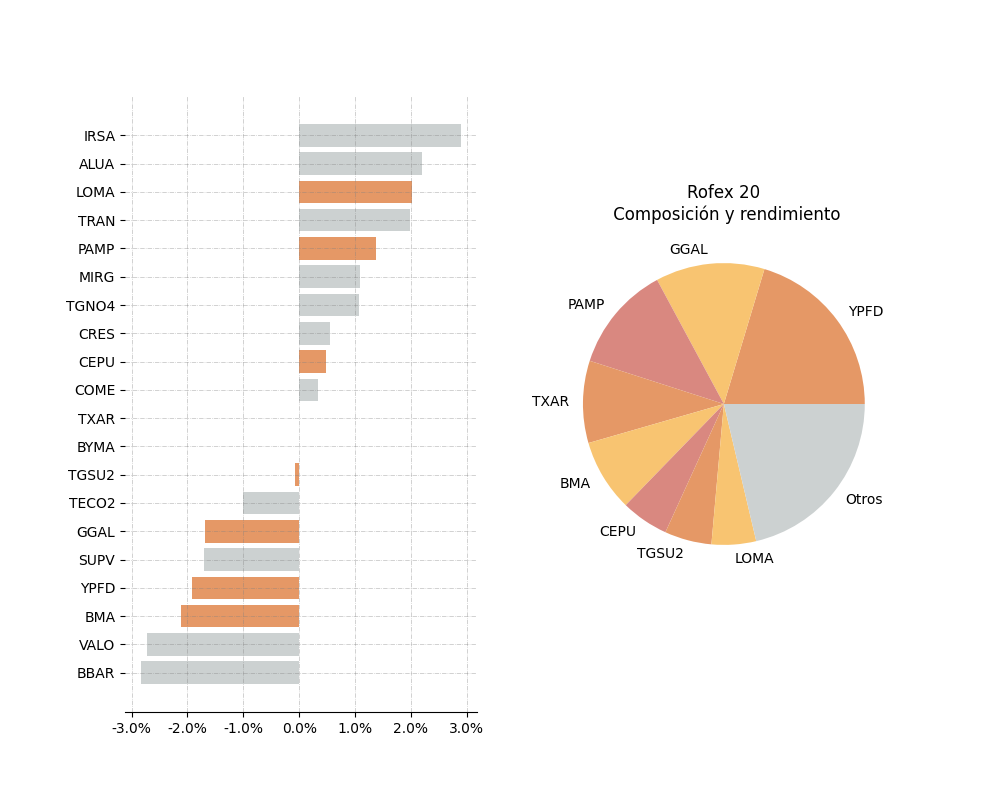 IRSA
ALUA
LOMA
TRAN
PAMP
MIRG
TGNO4
CRES
CEPU
COME
TXAR
BYMA
TGSU2
TECO2
GGAL
SUPV
YPFD
BMA
VALO
BBAR
-3.0% -2.0% -1.0% 0.0% 1.0% 2.0% 3.0%
Rofex 20
Composición y rendimiento
GGAL
YPFD
PAMP
TXAR
BMA
Otros
CEPU
TGSU2
LOMA